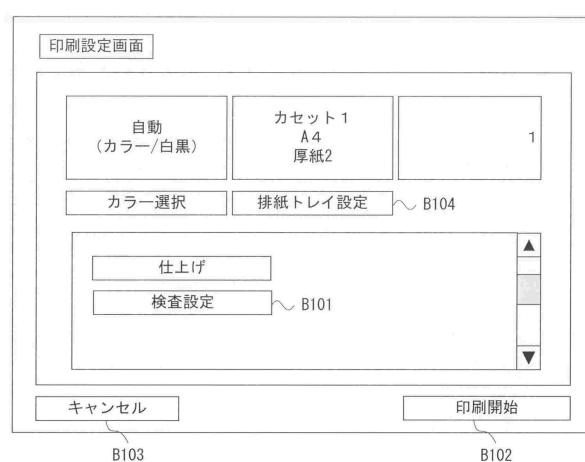 印刷設定画面
自動
(カラー/白黒)
カセット1
A4
厚紙2
1
カラー選択
排紙トレイ設定
B104
仕上げ
検査設定
B101
キャンセル
印刷開始
B103
B102